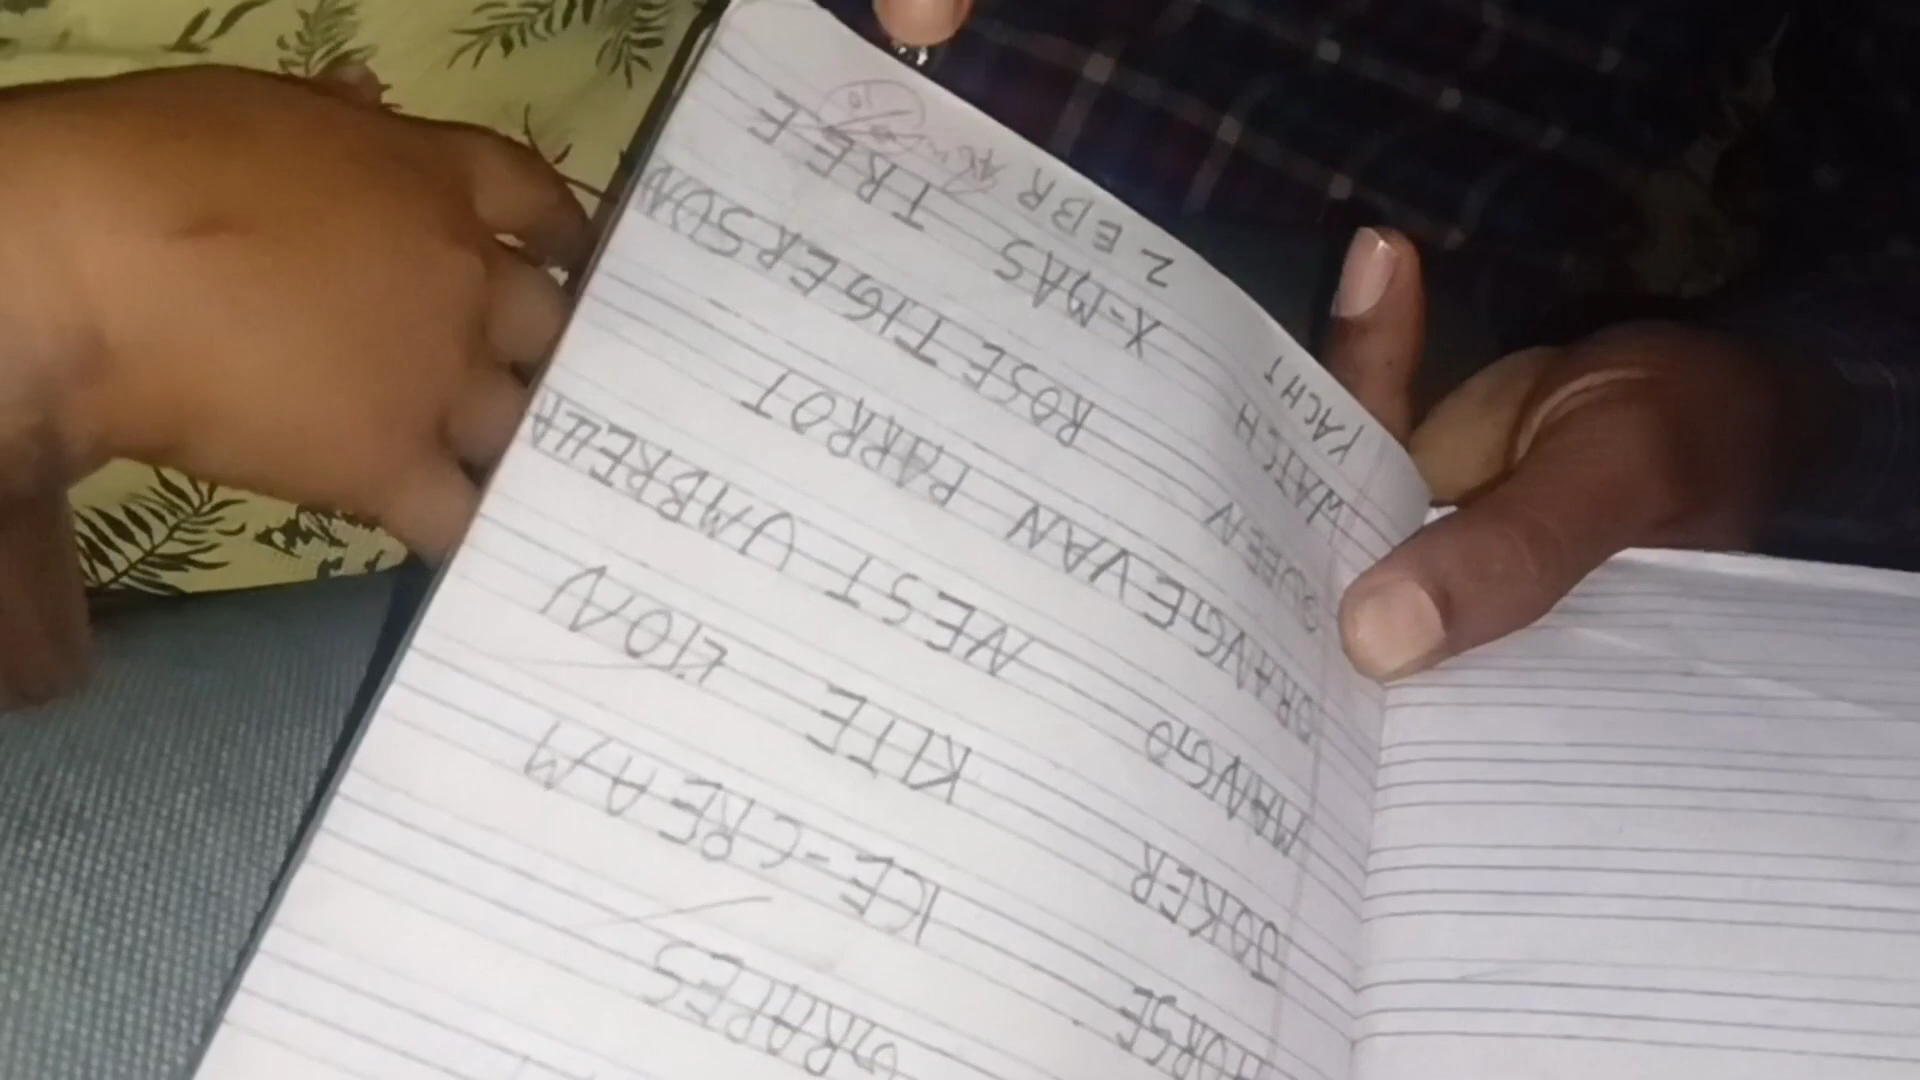 GRAPES
HORSE ICE-CREAM
JOKER KITE LION
MANGO NEST UMBRELLA
ORANGE VAN PARROT
QUEEN ROSE TIGER SUN
WATCH X-MAS TREE
YACHT ZEBRA
10